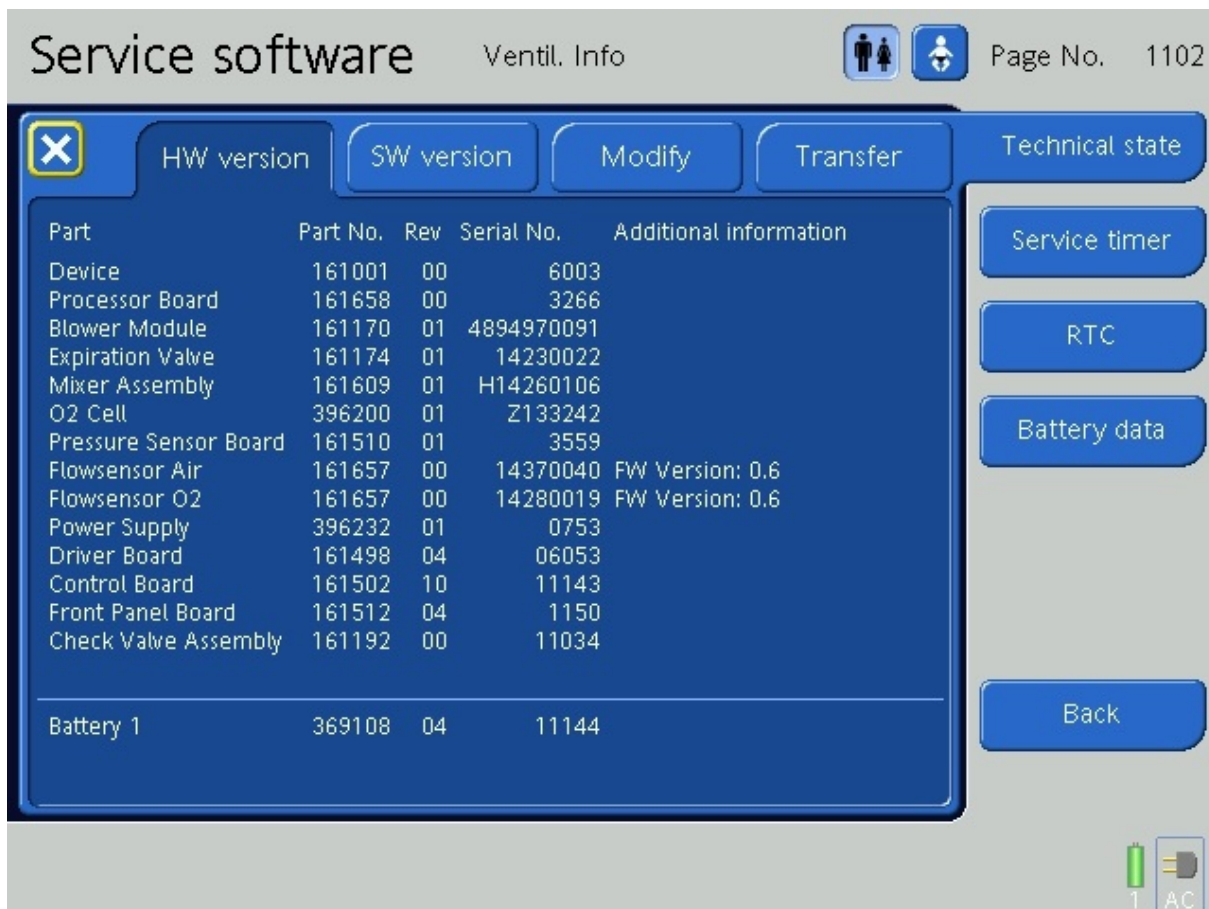 Service software Ventil. Info Page No. 1102
HW version SW version Modify Transfer Technical state
Part Part No. Rev Serial No. Additional information
Device 161001 00 6003
Processor Board 161658 00 3266
Blower Module 161170 01 4894970091
Expiration Valve 161174 01 14230022
Mixer Assembly 161609 01 H14260106
O2 Cell 396200 01 Z133242
Pressure Sensor Board 161510 01 3559
Flowsensor Air 161657 00 14370040 FW Version: 0.6
Flowsensor O2 161657 00 14280019 FW Version: 0.6
Power Supply 396232 01 0753
Driver Board 161498 04 06053
Control Board 161502 10 11143
Front Panel Board 161512 04 1150
Check Valve Assembly 161192 00 11034
Battery 1 369108 04 11144
Service timer
RTC
Battery data
Back
1 AC